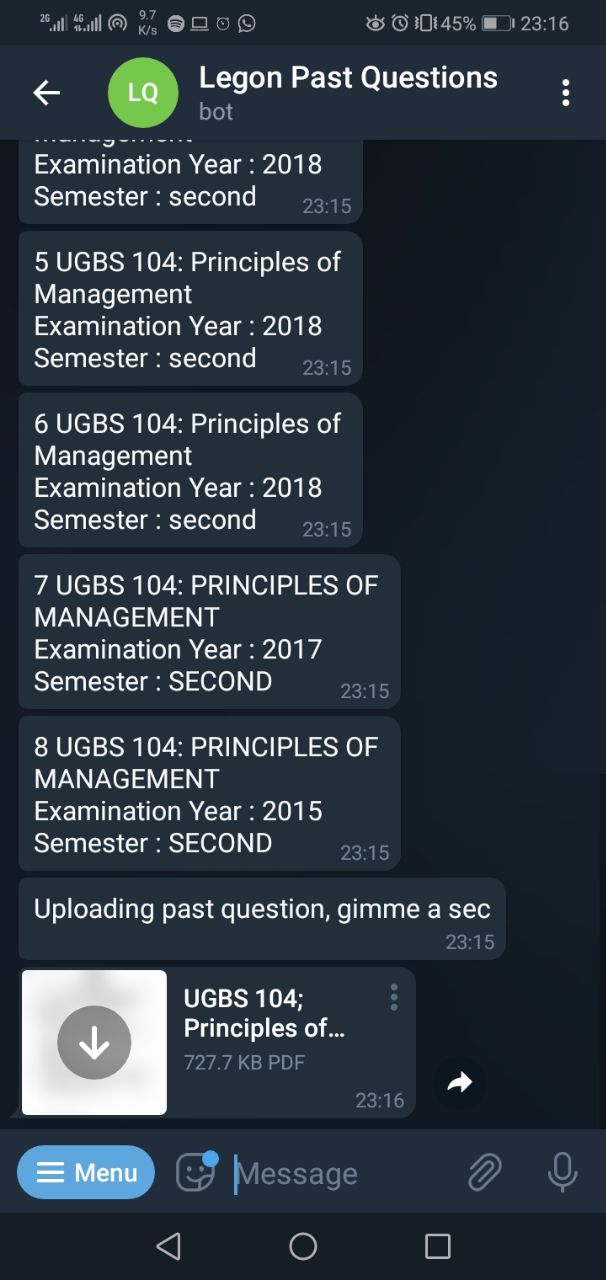 2G 4G 9.7 K/s 45% 23:16
LQ
Legon Past Questions
bot
Management
Examination Year : 2018
Semester : second
23:15
5 UGBS 104: Principles of
Management
Examination Year : 2018
Semester : second
23:15
6 UGBS 104: Principles of
Management
Examination Year : 2018
Semester : second
23:15
7 UGBS 104: PRINCIPLES OF
MANAGEMENT
Examination Year : 2017
Semester : SECOND
23:15
8 UGBS 104: PRINCIPLES OF
MANAGEMENT
Examination Year : 2015
Semester : SECOND
23:15
Uploading past question, gimme a sec
23:15
UGBS 104;
Principles of...
727.7 KB PDF
23:16
Menu
Message